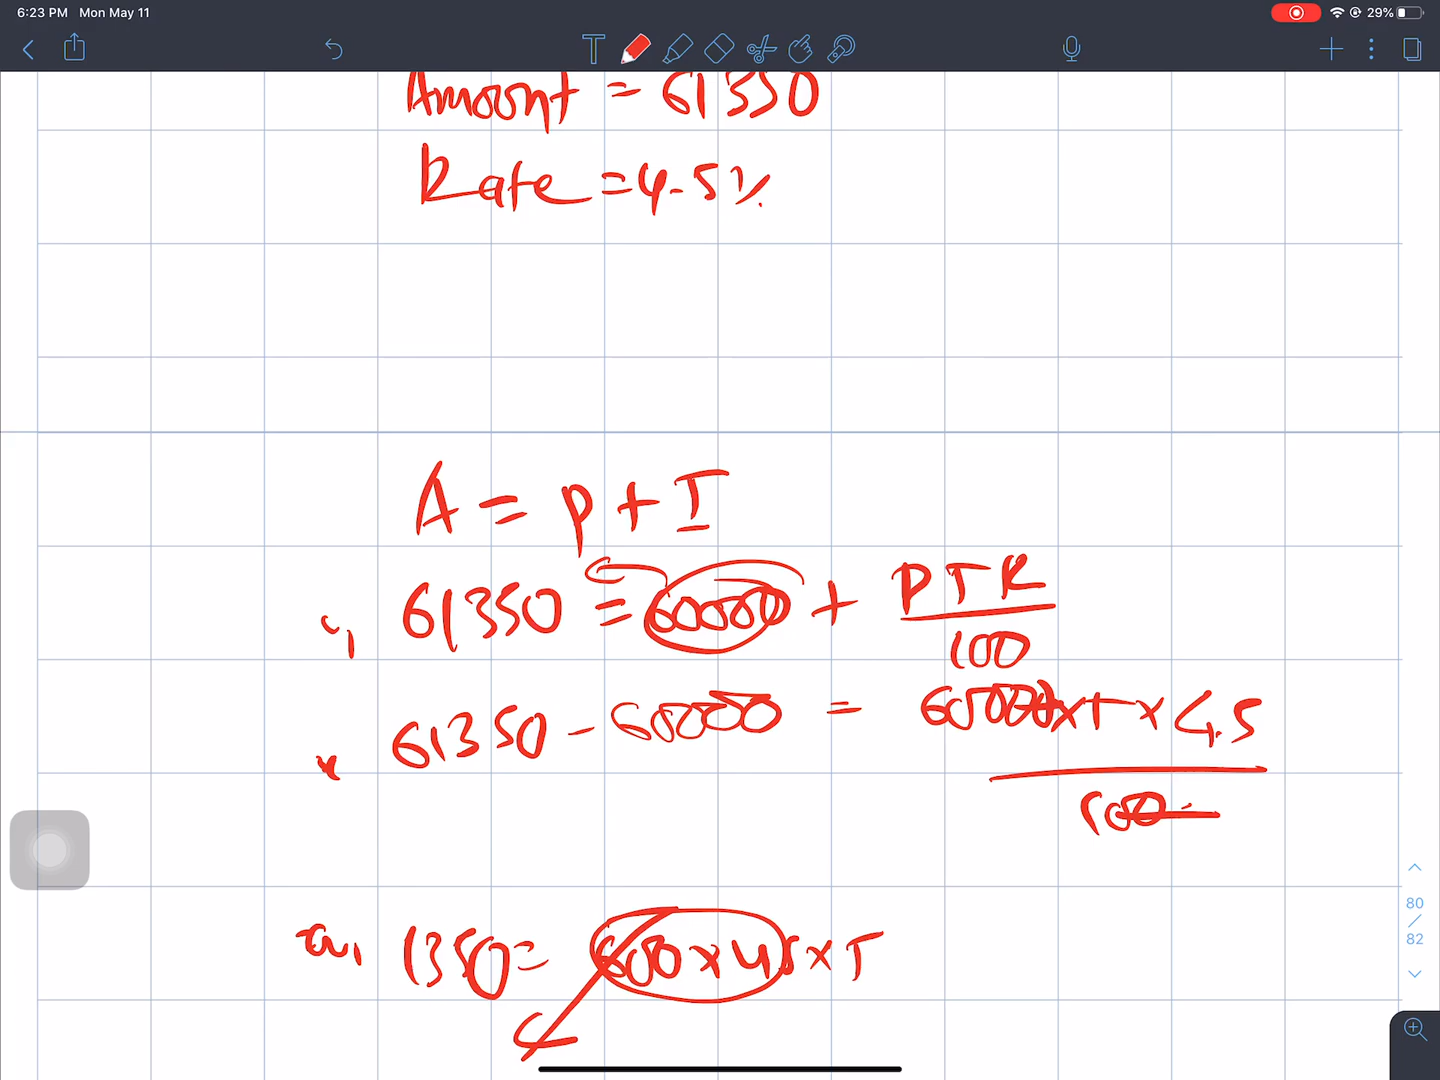 6:23 PM Mon May 11
29%
T
Amount = 61350
Rate = 4.5%
A = P + I
61350 = 60000 + PTR
100
61350 - 60000 = 60000 x T x 4.5
100
1350 = 600 x 4.5 x T
80
/
82